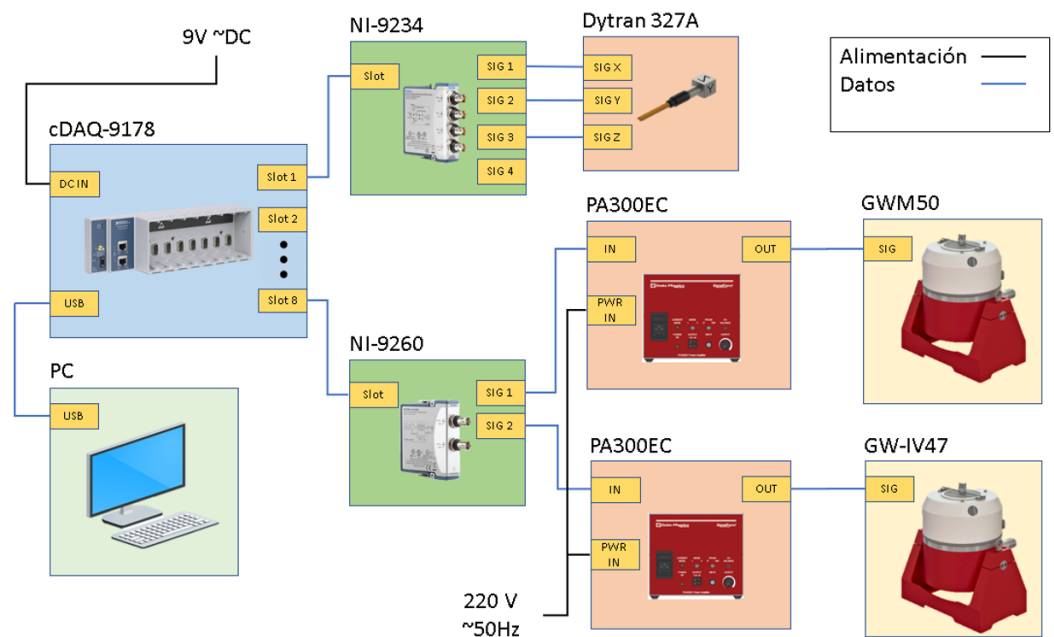 9V ~DC
NI-9234
Dytran 327A
Alimentación
Datos
Slot
SIG 1
SIG 2
SIG 3
SIG 4
SIG X
SIG Y
SIG Z
cDAQ-9178
DC IN
USB
Slot 1
Slot 2
Slot 8
PC
USB
NI-9260
Slot
SIG 1
SIG 2
PA300EC
IN
PWR
IN
OUT
GWM50
SIG
PA300EC
IN
PWR
IN
OUT
GW-IV47
SIG
220 V
~50Hz